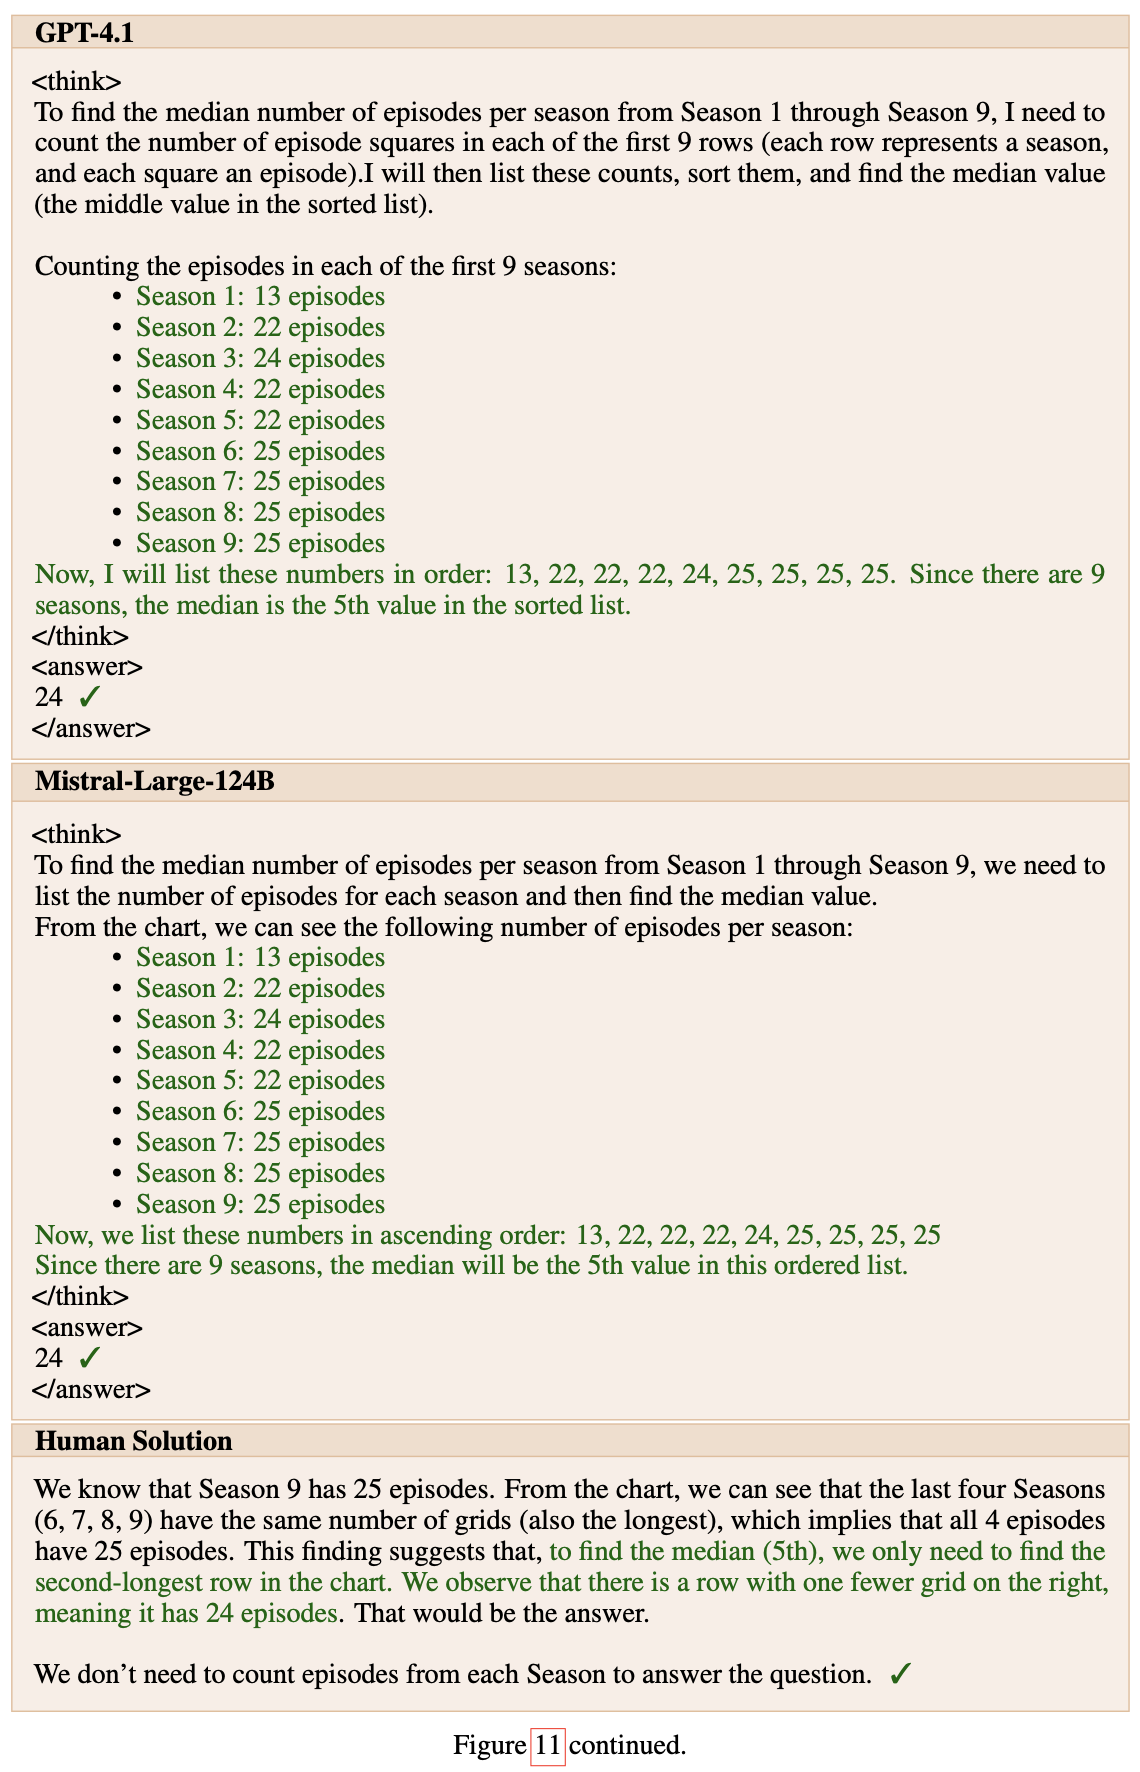 GPT-4.1
<think>
To find the median number of episodes per season from Season 1 through Season 9, I need to
count the number of episode squares in each of the first 9 rows (each row represents a season,
and each square an episode).I will then list these counts, sort them, and find the median value
(the middle value in the sorted list).
Counting the episodes in each of the first 9 seasons:
• Season 1: 13 episodes
• Season 2: 22 episodes
• Season 3: 24 episodes
• Season 4: 22 episodes
• Season 5: 22 episodes
• Season 6: 25 episodes
• Season 7: 25 episodes
• Season 8: 25 episodes
• Season 9: 25 episodes
Now, I will list these numbers in order: 13, 22, 22, 22, 24, 25, 25, 25, 25. Since there are 9
seasons, the median is the 5th value in the sorted list.
</think>
<answer>
24 ✓
</answer>
Mistral-Large-124B
<think>
To find the median number of episodes per season from Season 1 through Season 9, we need to
list the number of episodes for each season and then find the median value.
From the chart, we can see the following number of episodes per season:
• Season 1: 13 episodes
• Season 2: 22 episodes
• Season 3: 24 episodes
• Season 4: 22 episodes
• Season 5: 22 episodes
• Season 6: 25 episodes
• Season 7: 25 episodes
• Season 8: 25 episodes
• Season 9: 25 episodes
Now, we list these numbers in ascending order: 13, 22, 22, 22, 24, 25, 25, 25, 25
Since there are 9 seasons, the median will be the 5th value in this ordered list.
</think>
<answer>
24 ✓
</answer>
Human Solution
We know that Season 9 has 25 episodes. From the chart, we can see that the last four Seasons
(6, 7, 8, 9) have the same number of grids (also the longest), which implies that all 4 episodes
have 25 episodes. This finding suggests that, to find the median (5th), we only need to find the
second-longest row in the chart. We observe that there is a row with one fewer grid on the right,
meaning it has 24 episodes. That would be the answer.
We don't need to count episodes from each Season to answer the question. ✓
Figure 11 continued.